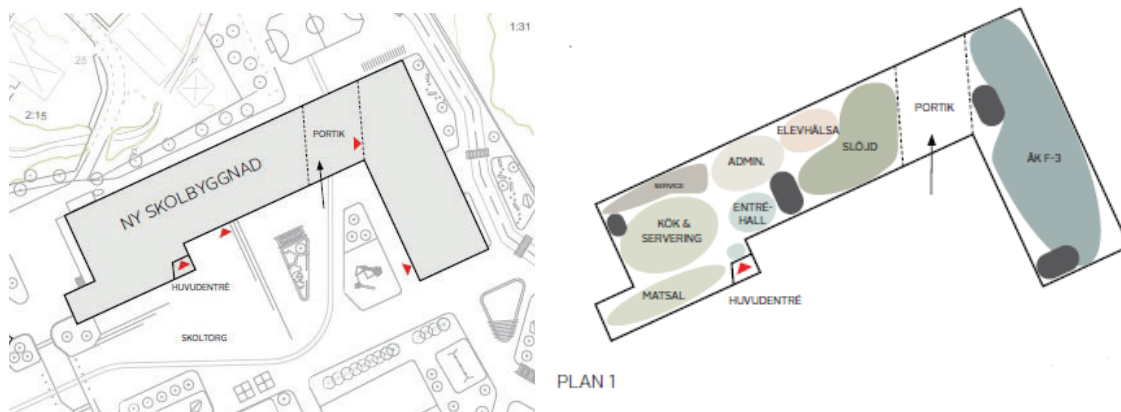 1:31
25
2:15
PORTIK
NY SKOLBYGGNAD
HUVUDENTRÉ
SKOLTORG
PORTIK
ELEVHÄLSA
ADMIN.
SLÖJD
ÅK F-3
SERVICE
ENTRÉ-
HALL
KÖK &
SERVERING
MATSAL
HUVUDENTRÉ
PLAN 1